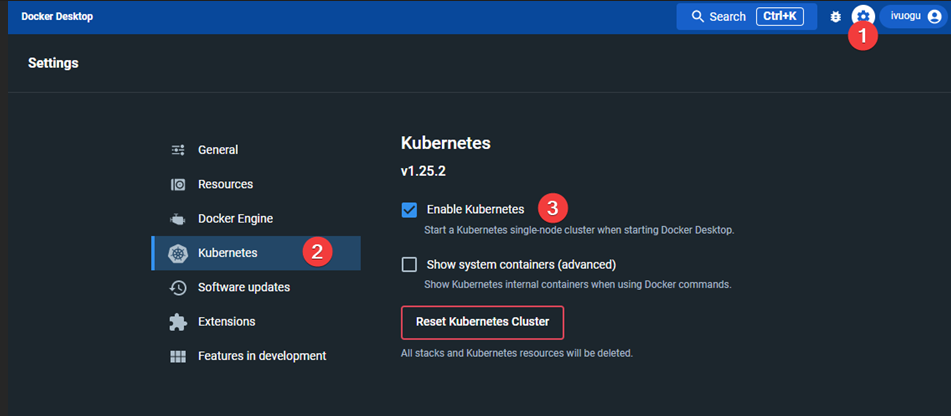 Docker Desktop
Search Ctrl+K
ivuogu
1
Settings
General
Resources
Docker Engine
Kubernetes 2
Software updates
Extensions
Features in development
Kubernetes
v1.25.2
Enable Kubernetes 3
Start a Kubernetes single-node cluster when starting Docker Desktop.
Show system containers (advanced)
Show Kubernetes internal containers when using Docker commands.
Reset Kubernetes Cluster
All stacks and Kubernetes resources will be deleted.